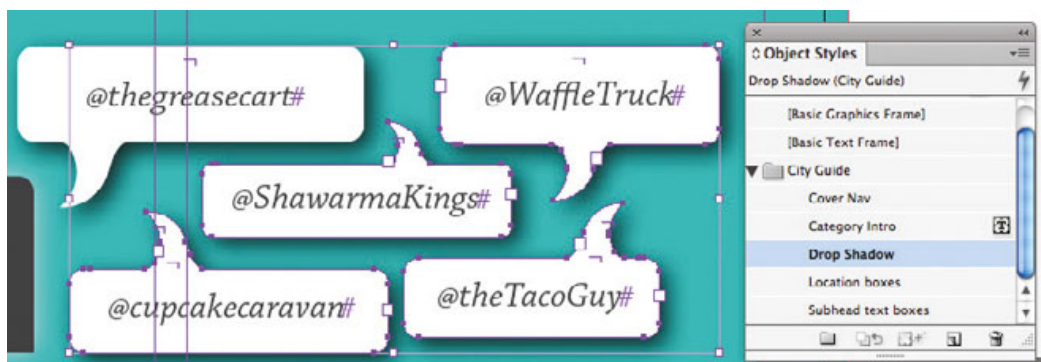 @thegreasecart#
@WaffleTruck#
@ShawarmaKings#
@cupcakecaravan#
@theTacoGuy#
Object Styles
Drop Shadow (City Guide)
[Basic Graphics Frame]
[Basic Text Frame]
City Guide
Cover Nav
Category Intro
Drop Shadow
Location boxes
Subhead text boxes